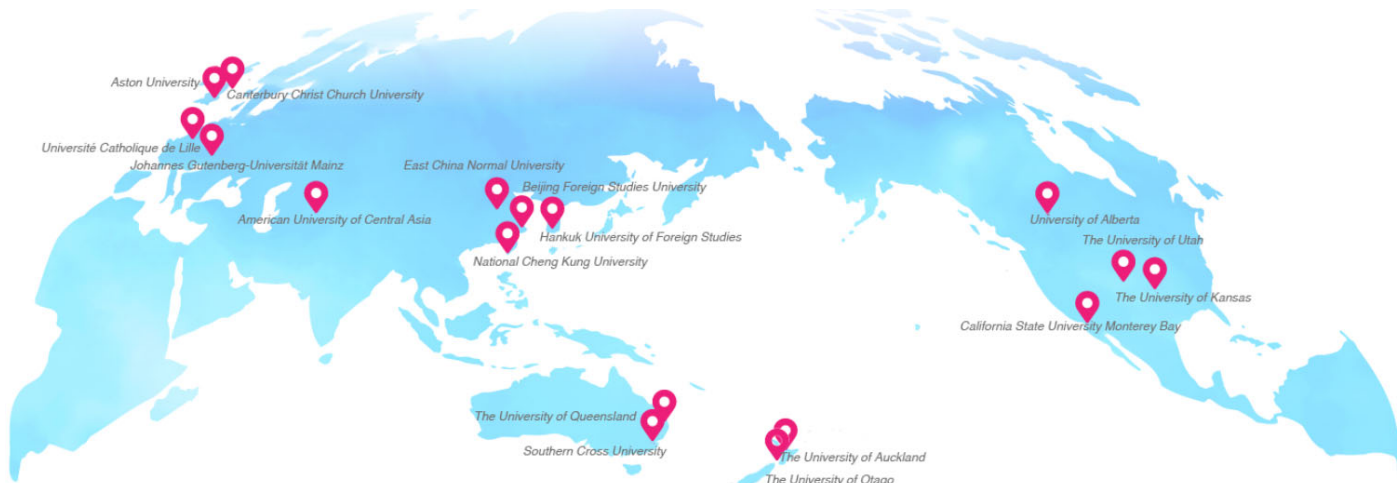 Aston University
Canterbury Christ Church University
Université Catholique de Lille
Johannes Gutenberg-Universität Mainz
East China Normal University
Beijing Foreign Studies University
American University of Central Asia
Hankuk University of Foreign Studies
National Cheng Kung University
University of Alberta
The University of Utah
The University of Kansas
California State University Monterey Bay
The University of Queensland
Southern Cross University
The University of Auckland
The University of Otago